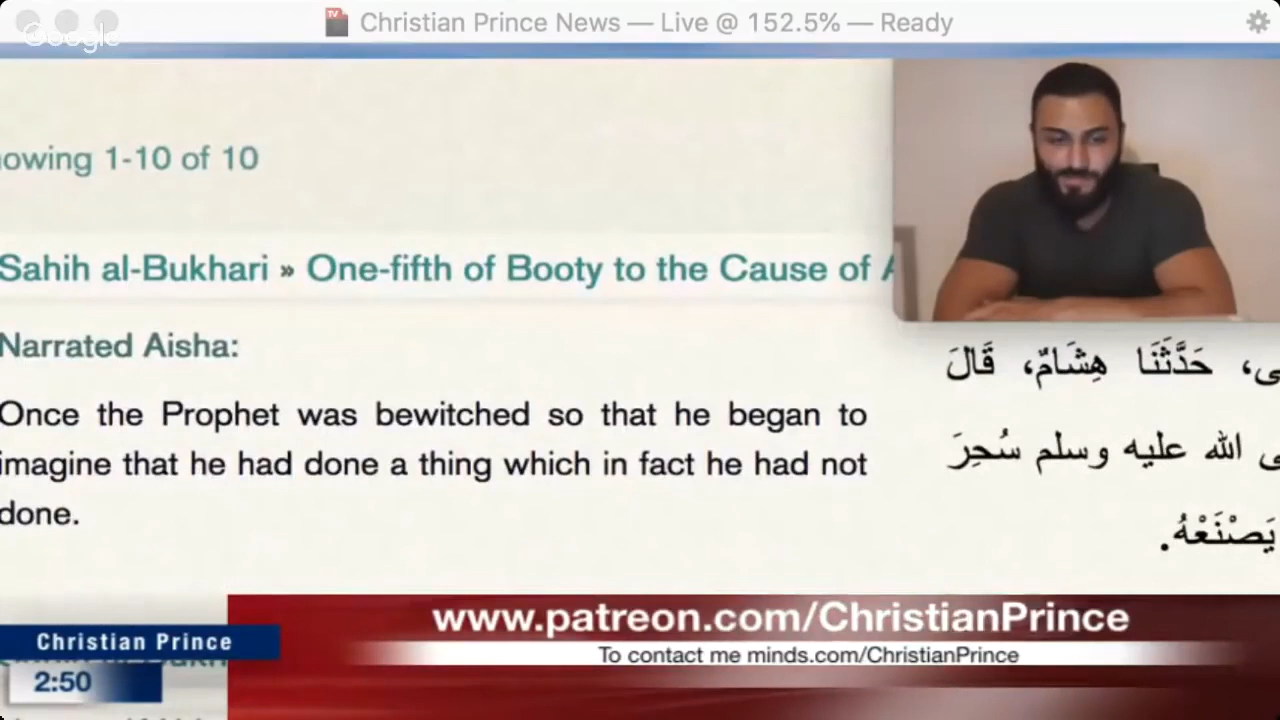 Christian Prince News — Live @ 152.5% — Ready
Google
owing 1-10 of 10
Sahih al-Bukhari » One-fifth of Booty to the Cause of
Narrated Aisha:
Once the Prophet was bewitched so that he began to
imagine that he had done a thing which in fact he had not
done.
ى، حَدَّثَنَا هِشَامٌ، قَالَ
ى الله عليه وسلم سُحِرَ
يَصْنَعْهُ.
www.patreon.com/ChristianPrince
To contact me minds.com/ChristianPrince
Christian Prince
2:50